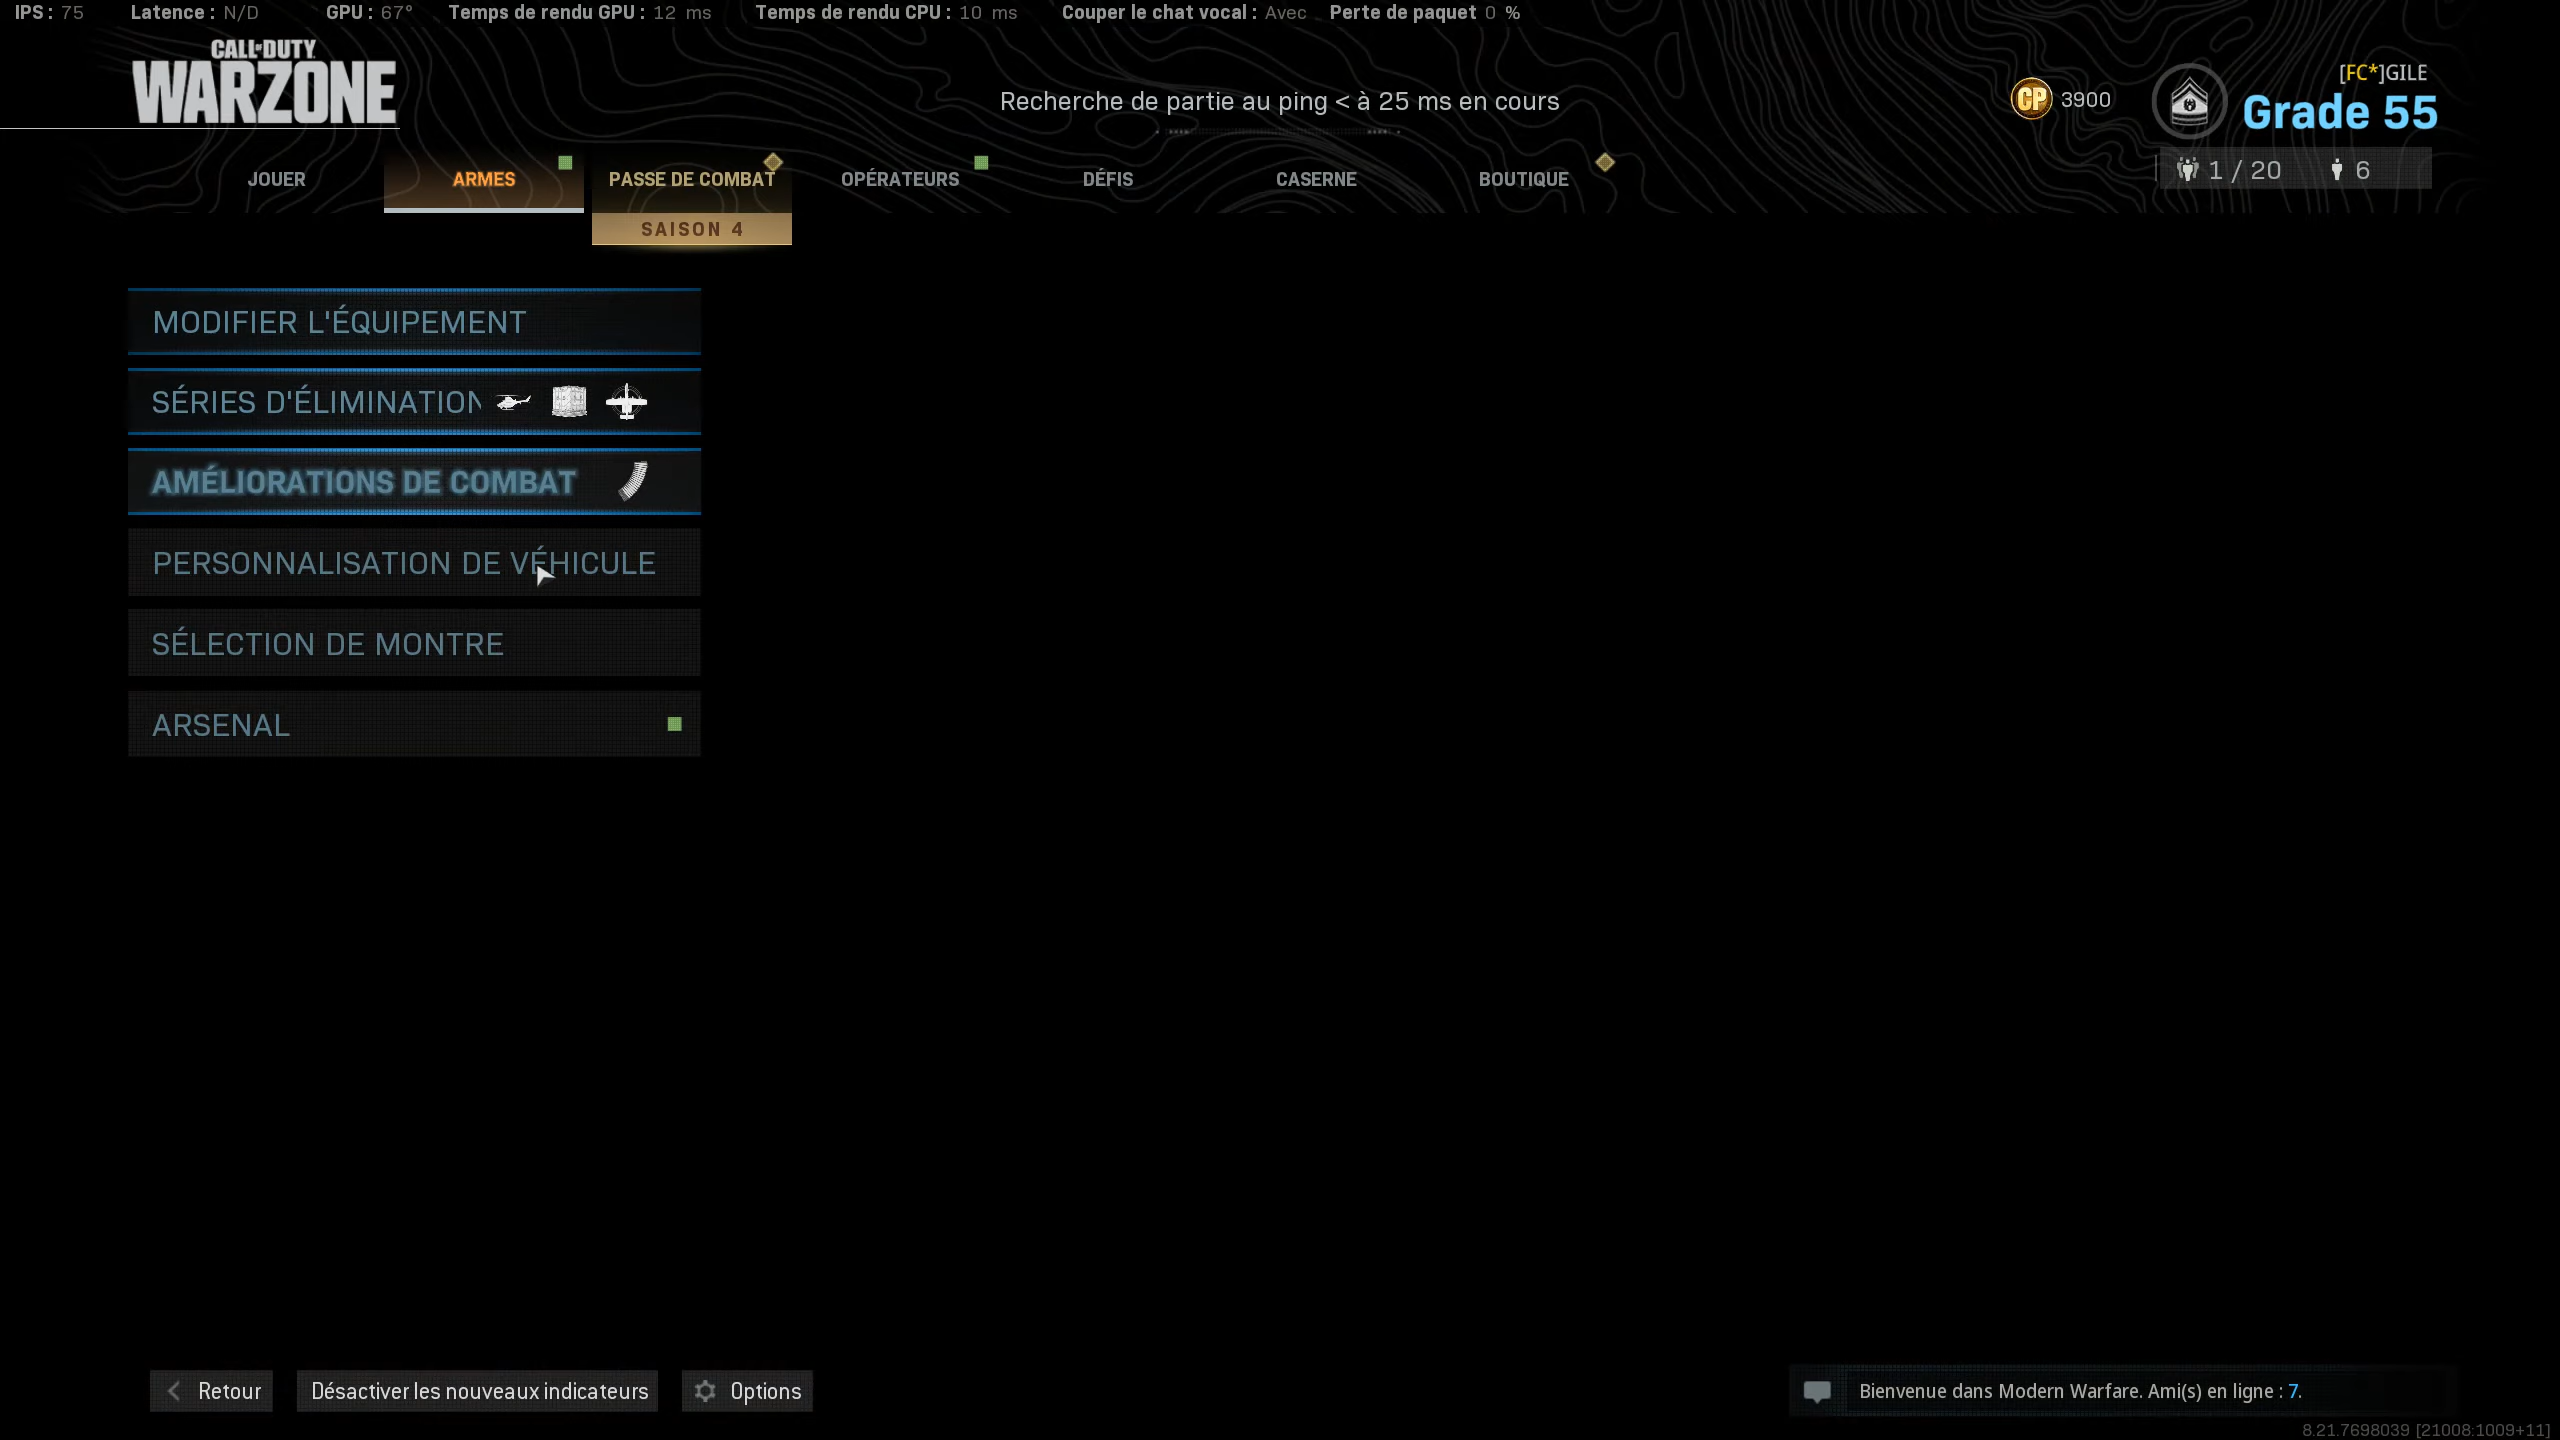 IPS : 75 Latence : N/D GPU : 67° Temps de rendu GPU : 12 ms Temps de rendu CPU : 10 ms Couper le chat vocal : Avec Perte de paquet 0 %
CALL OF DUTY
WARZONE
Recherche de partie au ping < à 25 ms en cours
CP 3900
[FC*]GILE
Grade 55
1 / 20 6
JOUER ARMES PASSE DE COMBAT OPÉRATEURS DÉFIS CASERNE BOUTIQUE
SAISON 4
MODIFIER L'ÉQUIPEMENT
SÉRIES D'ÉLIMINATION
AMÉLIORATIONS DE COMBAT
PERSONNALISATION DE VÉHICULE
SÉLECTION DE MONTRE
ARSENAL
Retour Désactiver les nouveaux indicateurs Options
Bienvenue dans Modern Warfare. Ami(s) en ligne : 7.
8.21.7698039 [21008:1009+11]